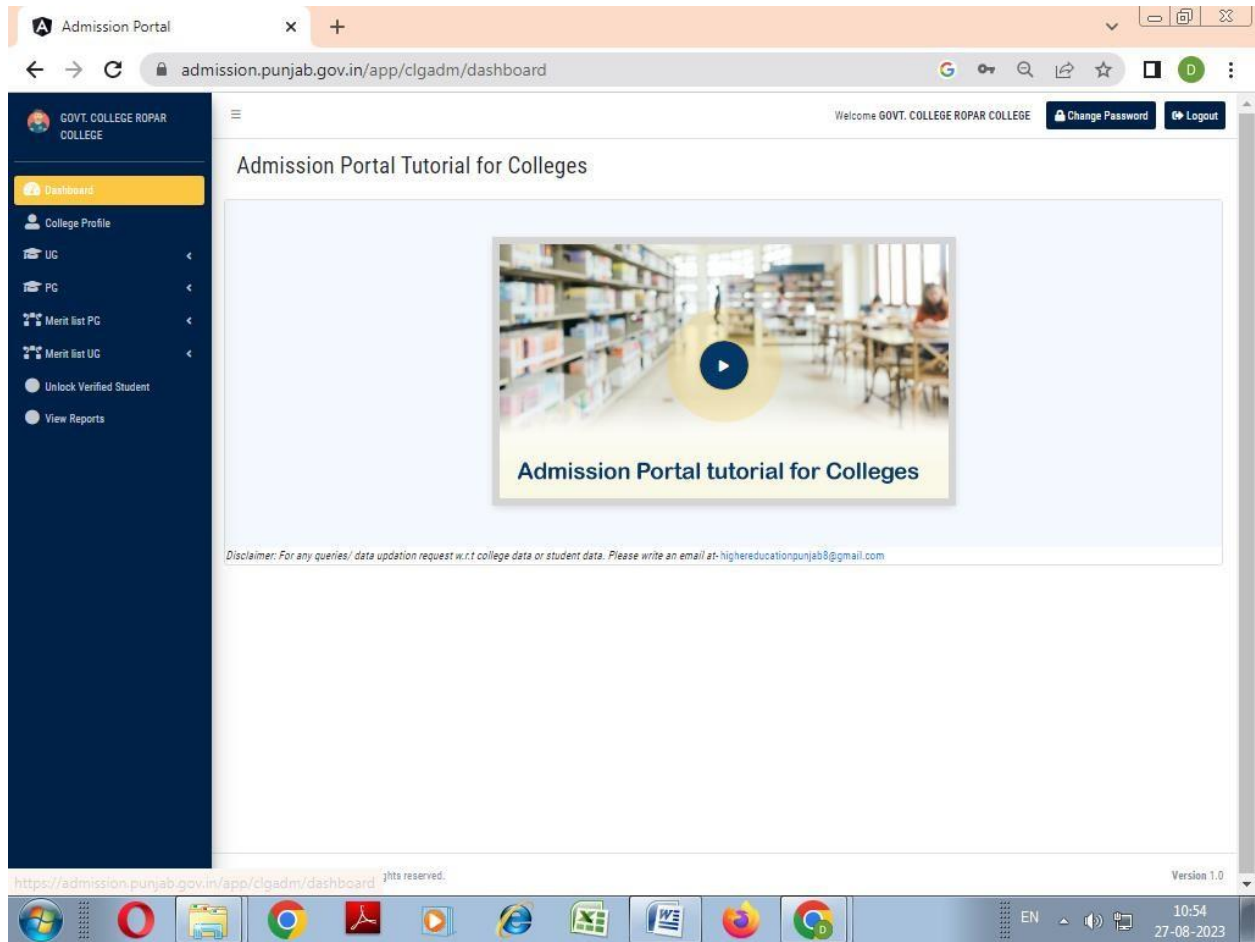 Admission Portal
admission.punjab.gov.in/app/clgadm/dashboard
D
GOVT. COLLEGE ROPAR
COLLEGE
Welcome GOVT. COLLEGE ROPAR COLLEGE
Change Password
Logout
Admission Portal Tutorial for Colleges
Dashboard
College Profile
UG
PG
Merit list PG
Merit list UG
Unlock Verified Student
View Reports
Admission Portal tutorial for Colleges
Disclaimer: For any queries/ data updation request w.r.t college data or student data. Please write an email at- highereducationpunjab8@gmail.com
https://admission.punjab.gov.in/app/clgadm/dashboard
reserved.
Version 1.0
EN
10:54
27-08-2023